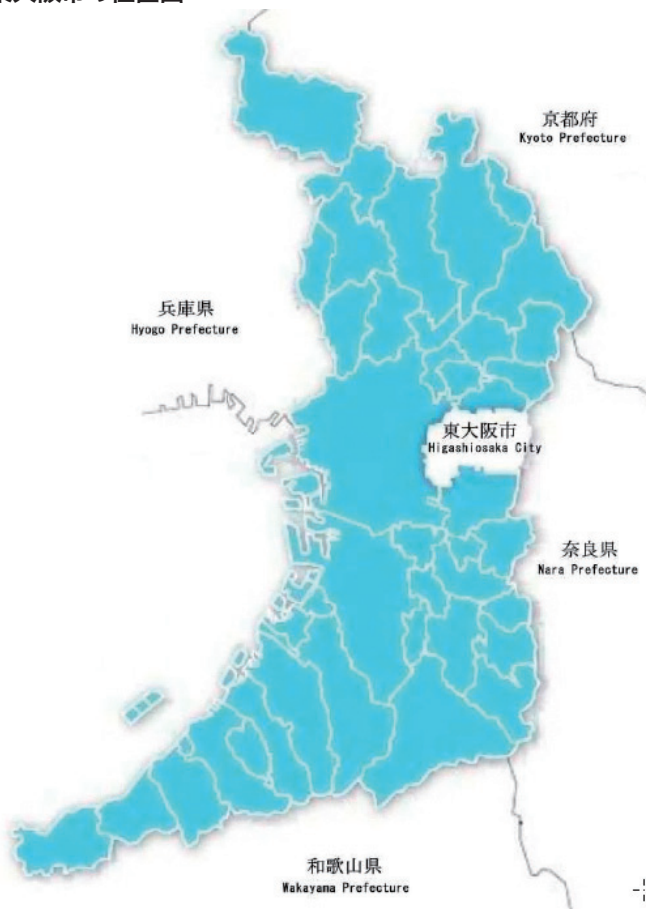 京都府
Kyoto Prefecture
兵庫県
Hyogo Prefecture
東大阪市
Higashiosaka City
奈良県
Nara Prefecture
和歌山県
Wakayama Prefecture